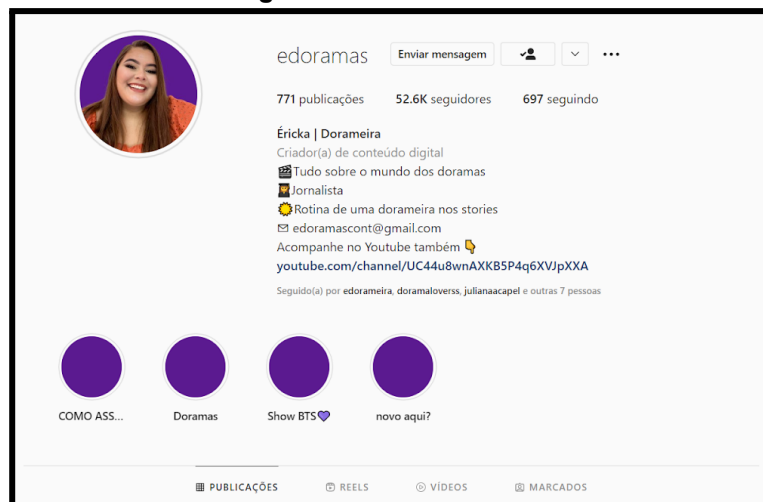 edoramas Enviar mensagem
771 publicações 52.6K seguidores 697 seguindo
Éricka | Dorameira
Criador(a) de conteúdo digital
🎬Tudo sobre o mundo dos doramas
👩‍🎓Jornalista
🌞Rotina de uma dorameira nos stories
✉ edoramascont@gmail.com
Acompanhe no Youtube também 👇
youtube.com/channel/UC44u8wnAXKB5P4q6XVJpXXA
Seguido(a) por edorameira, doramaloverss, julianaacapel e outras 7 pessoas
COMO ASS... Doramas Show BTS💜 novo aqui?
PUBLICAÇÕES REELS VÍDEOS MARCADOS